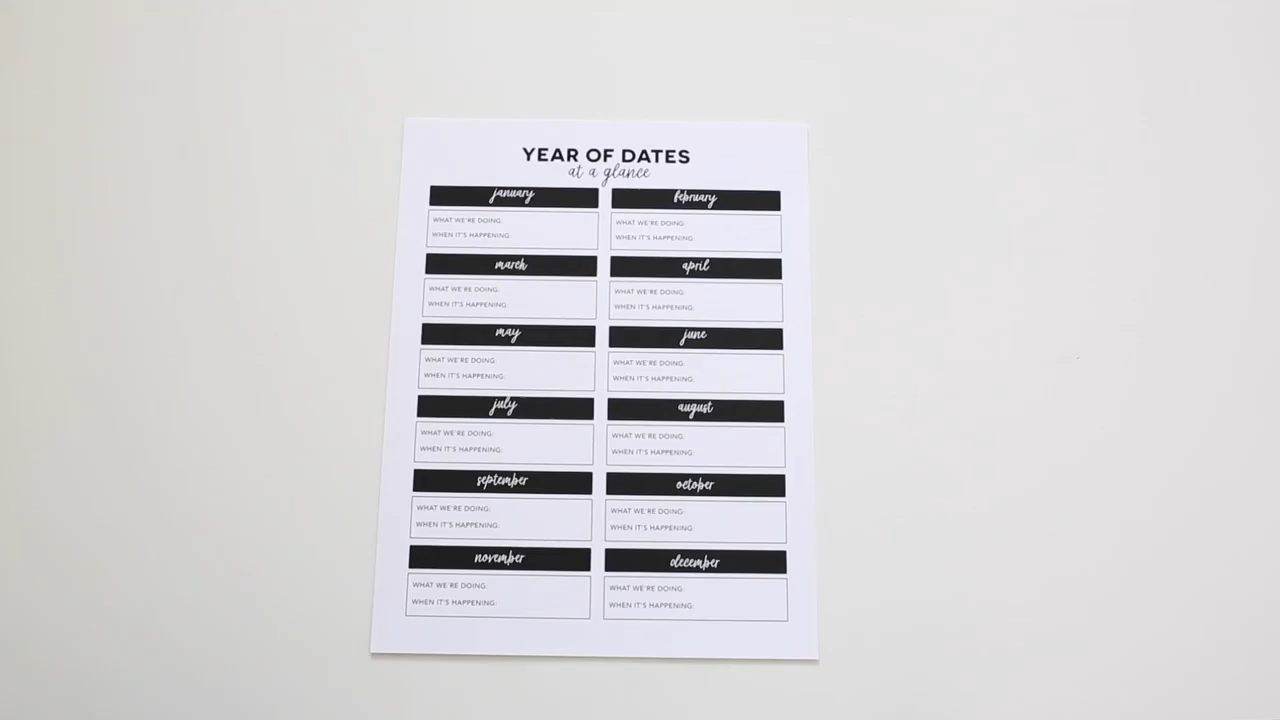 YEAR OF DATES
at a glance
january
WHAT WE'RE DOING:
WHEN IT'S HAPPENING:
february
WHAT WE'RE DOING:
WHEN IT'S HAPPENING:
march
WHAT WE'RE DOING:
WHEN IT'S HAPPENING:
april
WHAT WE'RE DOING:
WHEN IT'S HAPPENING:
may
WHAT WE'RE DOING:
WHEN IT'S HAPPENING:
june
WHAT WE'RE DOING:
WHEN IT'S HAPPENING:
july
WHAT WE'RE DOING:
WHEN IT'S HAPPENING:
august
WHAT WE'RE DOING:
WHEN IT'S HAPPENING:
september
WHAT WE'RE DOING:
WHEN IT'S HAPPENING:
october
WHAT WE'RE DOING:
WHEN IT'S HAPPENING:
november
WHAT WE'RE DOING:
WHEN IT'S HAPPENING:
december
WHAT WE'RE DOING:
WHEN IT'S HAPPENING: